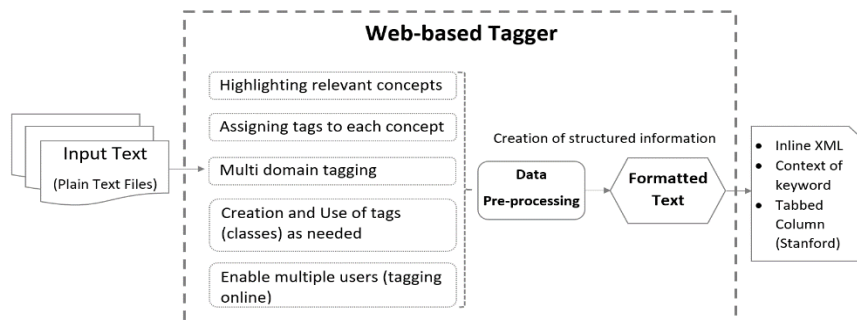 Web-based Tagger
Input Text
(Plain Text Files)
Highlighting relevant concepts
Assigning tags to each concept
Multi domain tagging
Creation and Use of tags
(classes) as needed
Enable multiple users (tagging
online)
Creation of structured information
Data
Pre-processing
Formatted
Text
• Inline XML
• Context of
keyword
• Tabbed
Column
(Stanford)